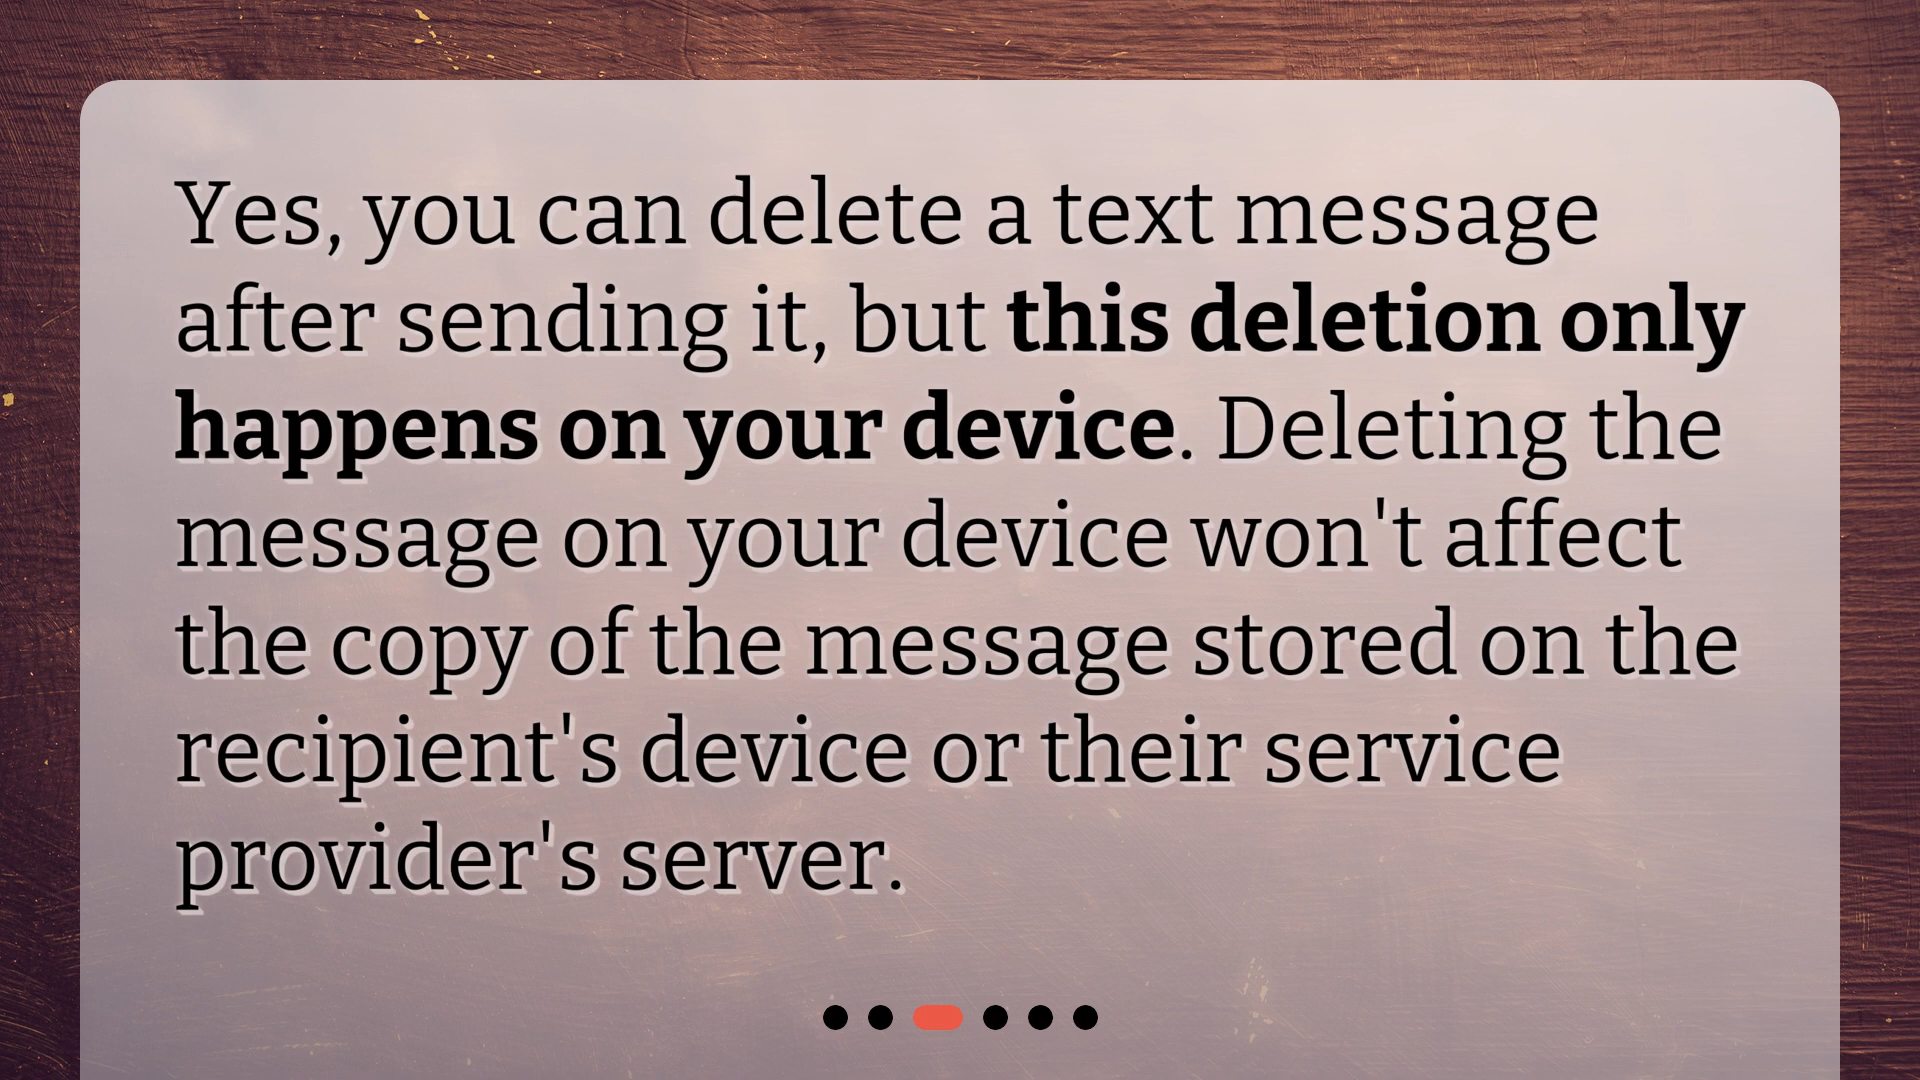 Yes, you can delete a text message
after sending it, but this deletion only
happens on your device. Deleting the
message on your device won't affect
the copy of the message stored on the
recipient's device or their service
provider's server.